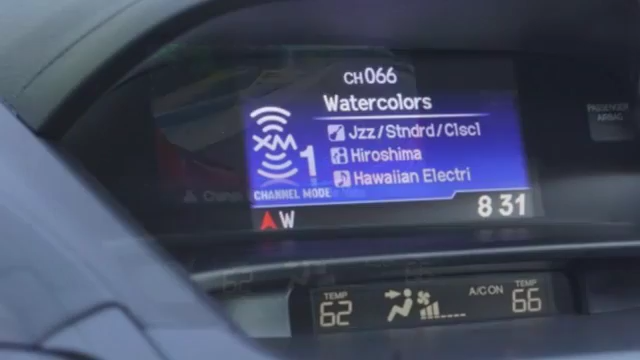 CH066
Watercolors
XM 1
Jzz/Stndrd/Clscl
Hiroshima
Hawaiian Electri
CHANNEL MODE
W 8 31
PASSENGER
AIRBAG
TEMP
62
A/C ON
TEMP
66